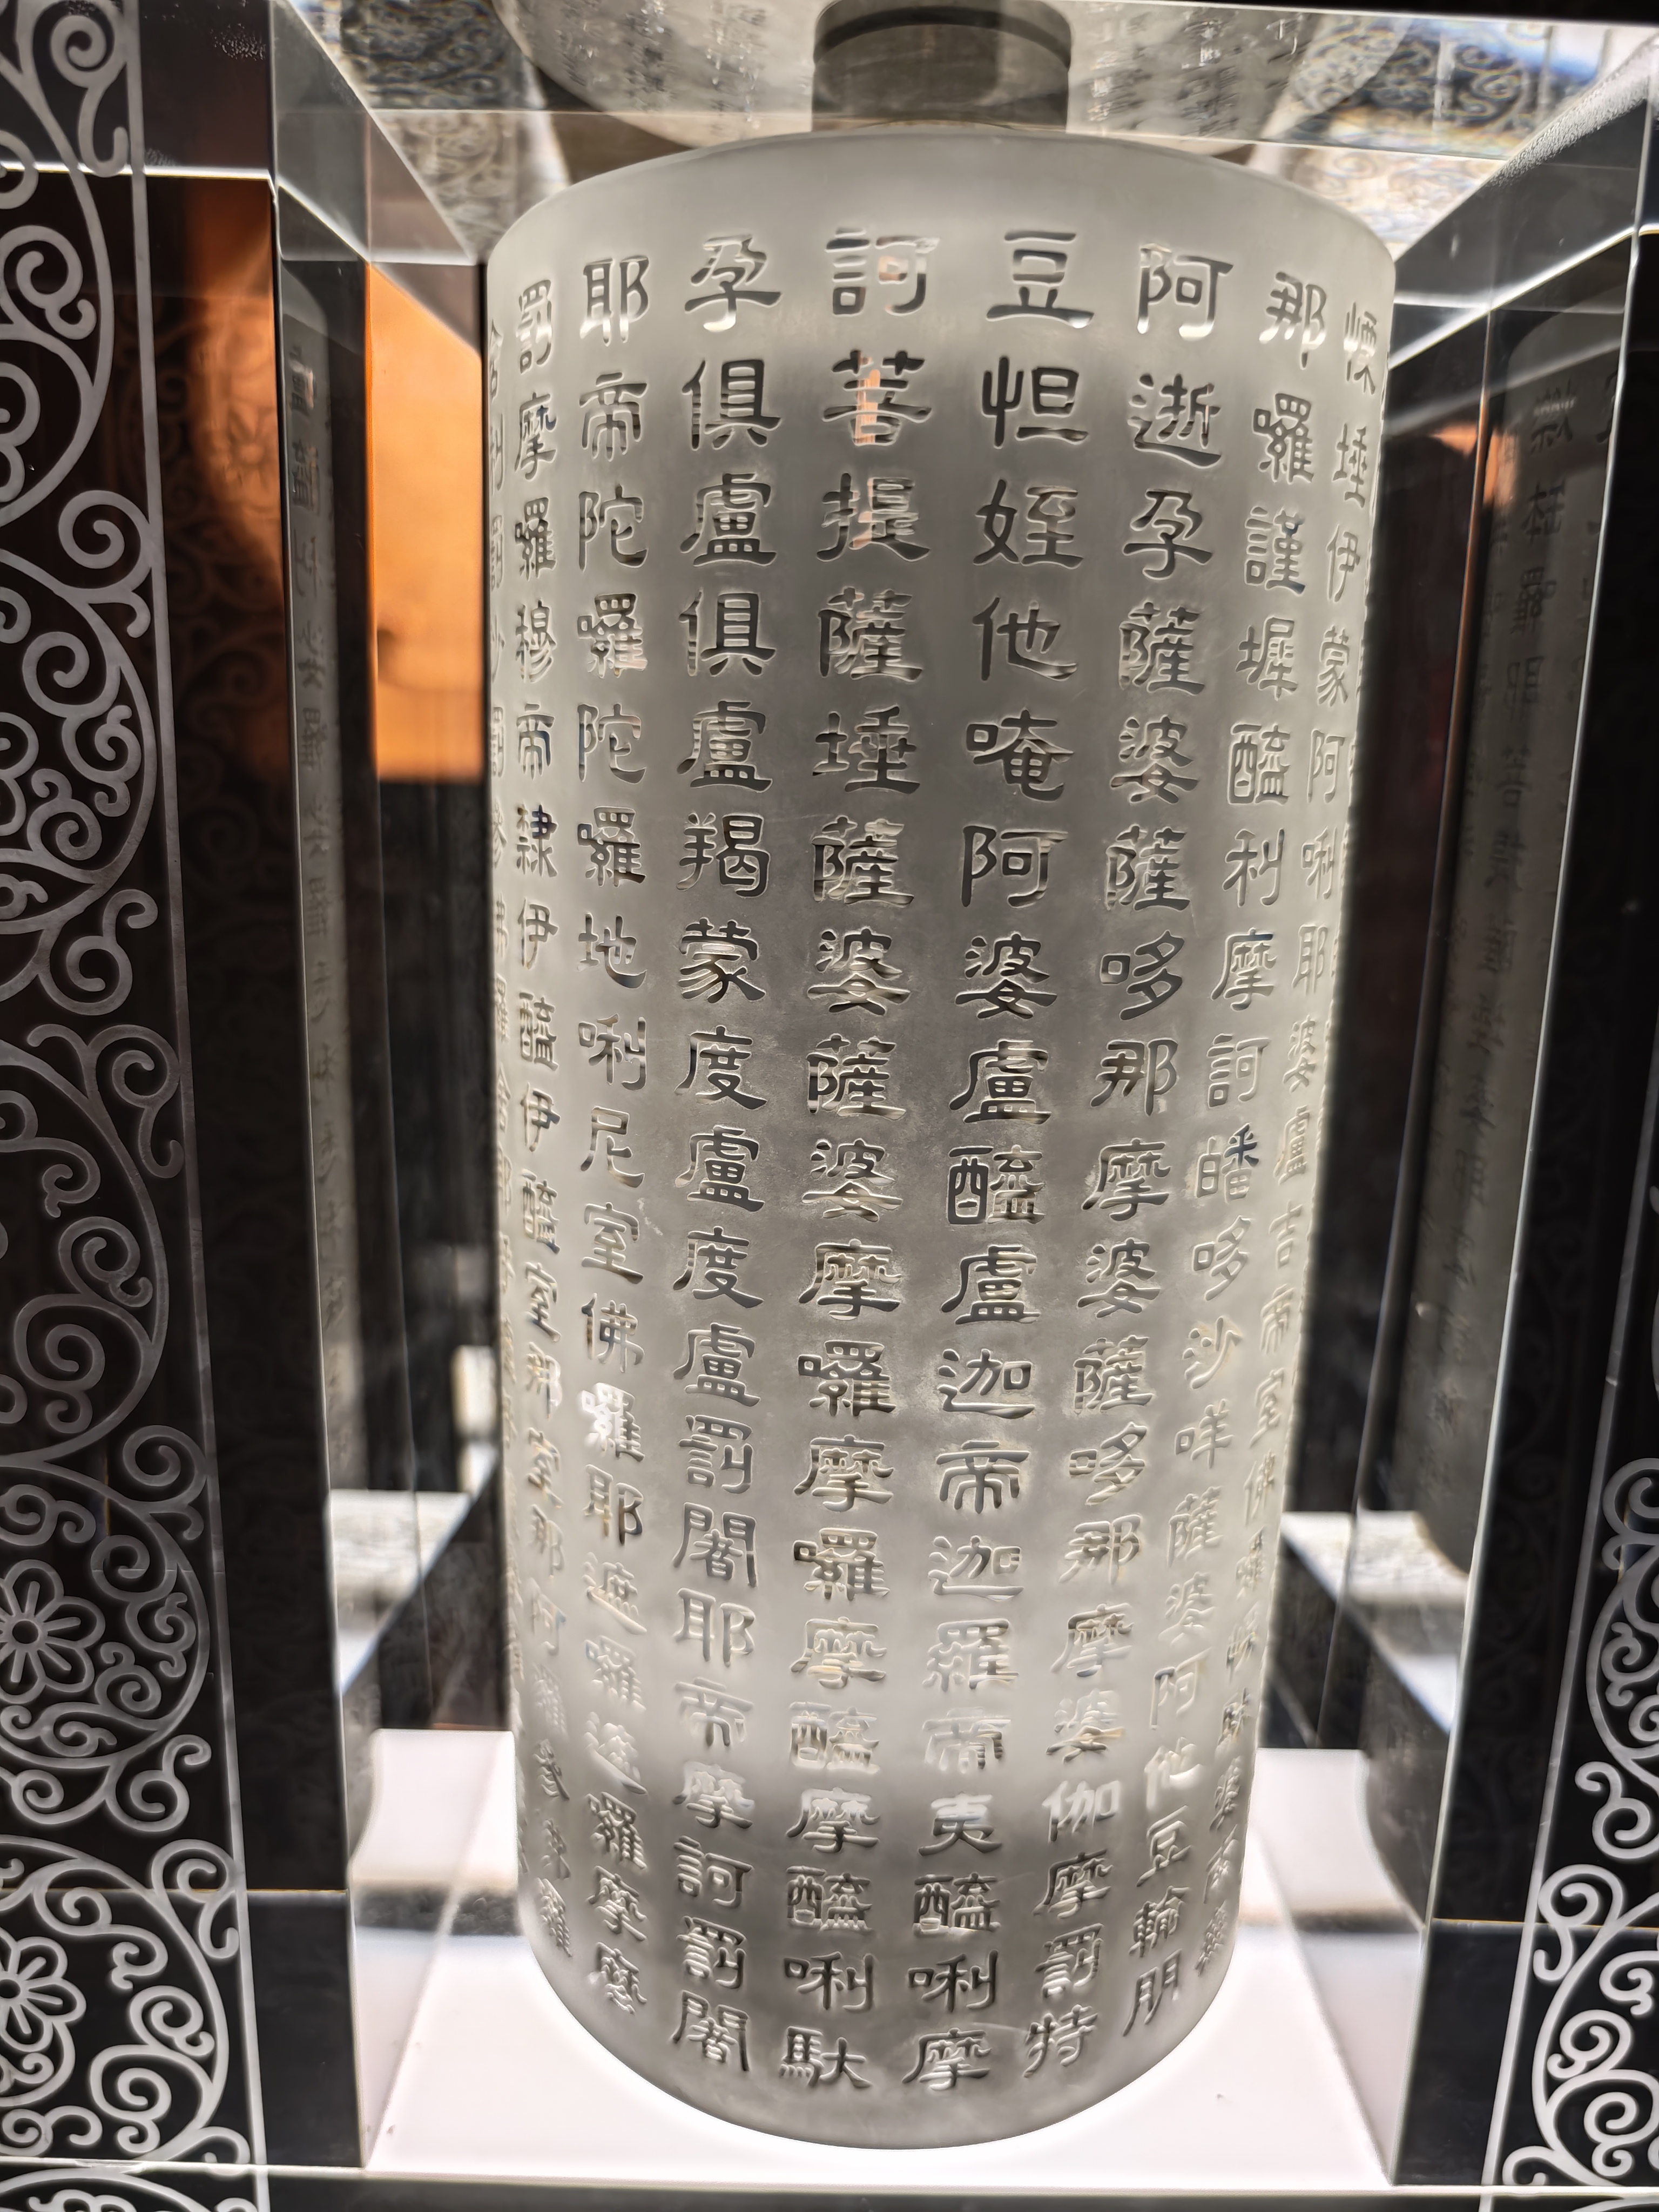 慄埵伊蒙阿唎耶婆盧吉帝室佛囉愣馱婆南無
那囉謹墀醯利摩訶皤哆沙咩薩婆阿他豆輸朋
阿逝孕薩婆薩哆那摩婆薩哆那摩婆伽摩罰特
豆怛姪他唵阿婆盧醯盧迦帝迦羅帝夷醯唎摩
訶菩提薩埵薩婆薩婆摩囉摩囉摩醯摩醯唎馱
孕俱盧俱盧羯蒙度盧度盧罰闍耶帝摩訶罰闍
耶帝陀囉陀囉地唎尼室佛囉耶遮囉遮囉摩麼
罰摩囉穆帝隸伊醯伊醯室那室那阿囉嘇佛囉